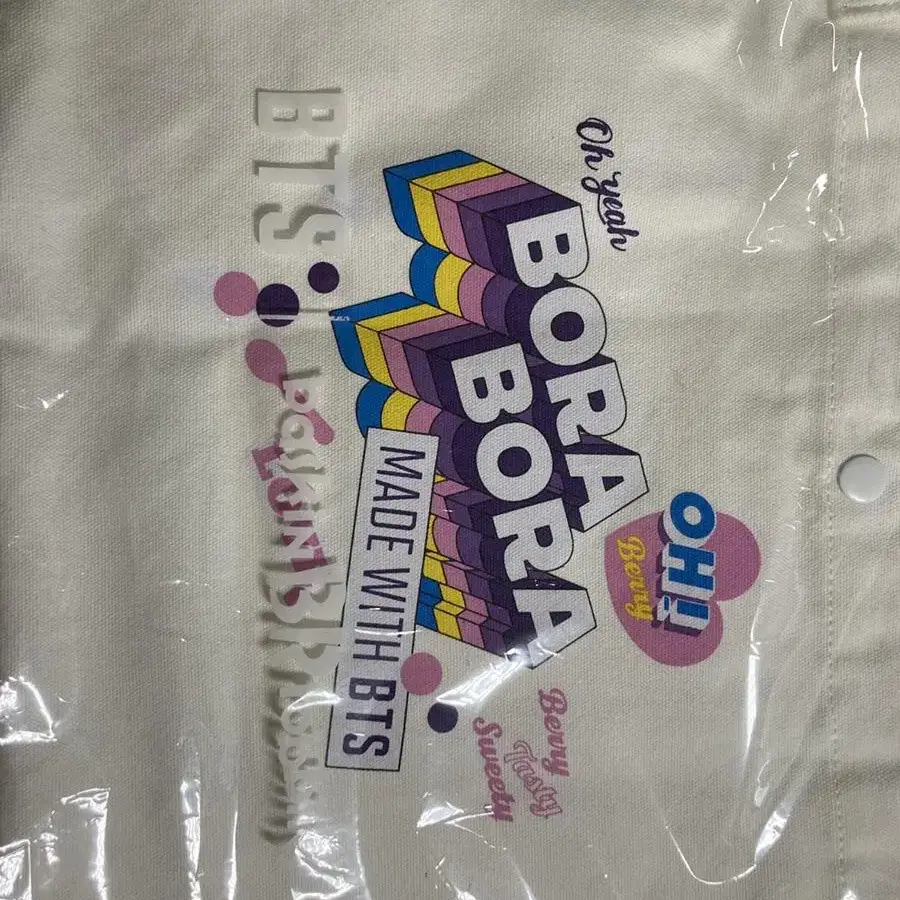 OH!
Berry
Oh yeah
BORA
BORA
Berry
Tasty
Sweety
MADE WITH BTS
BTS